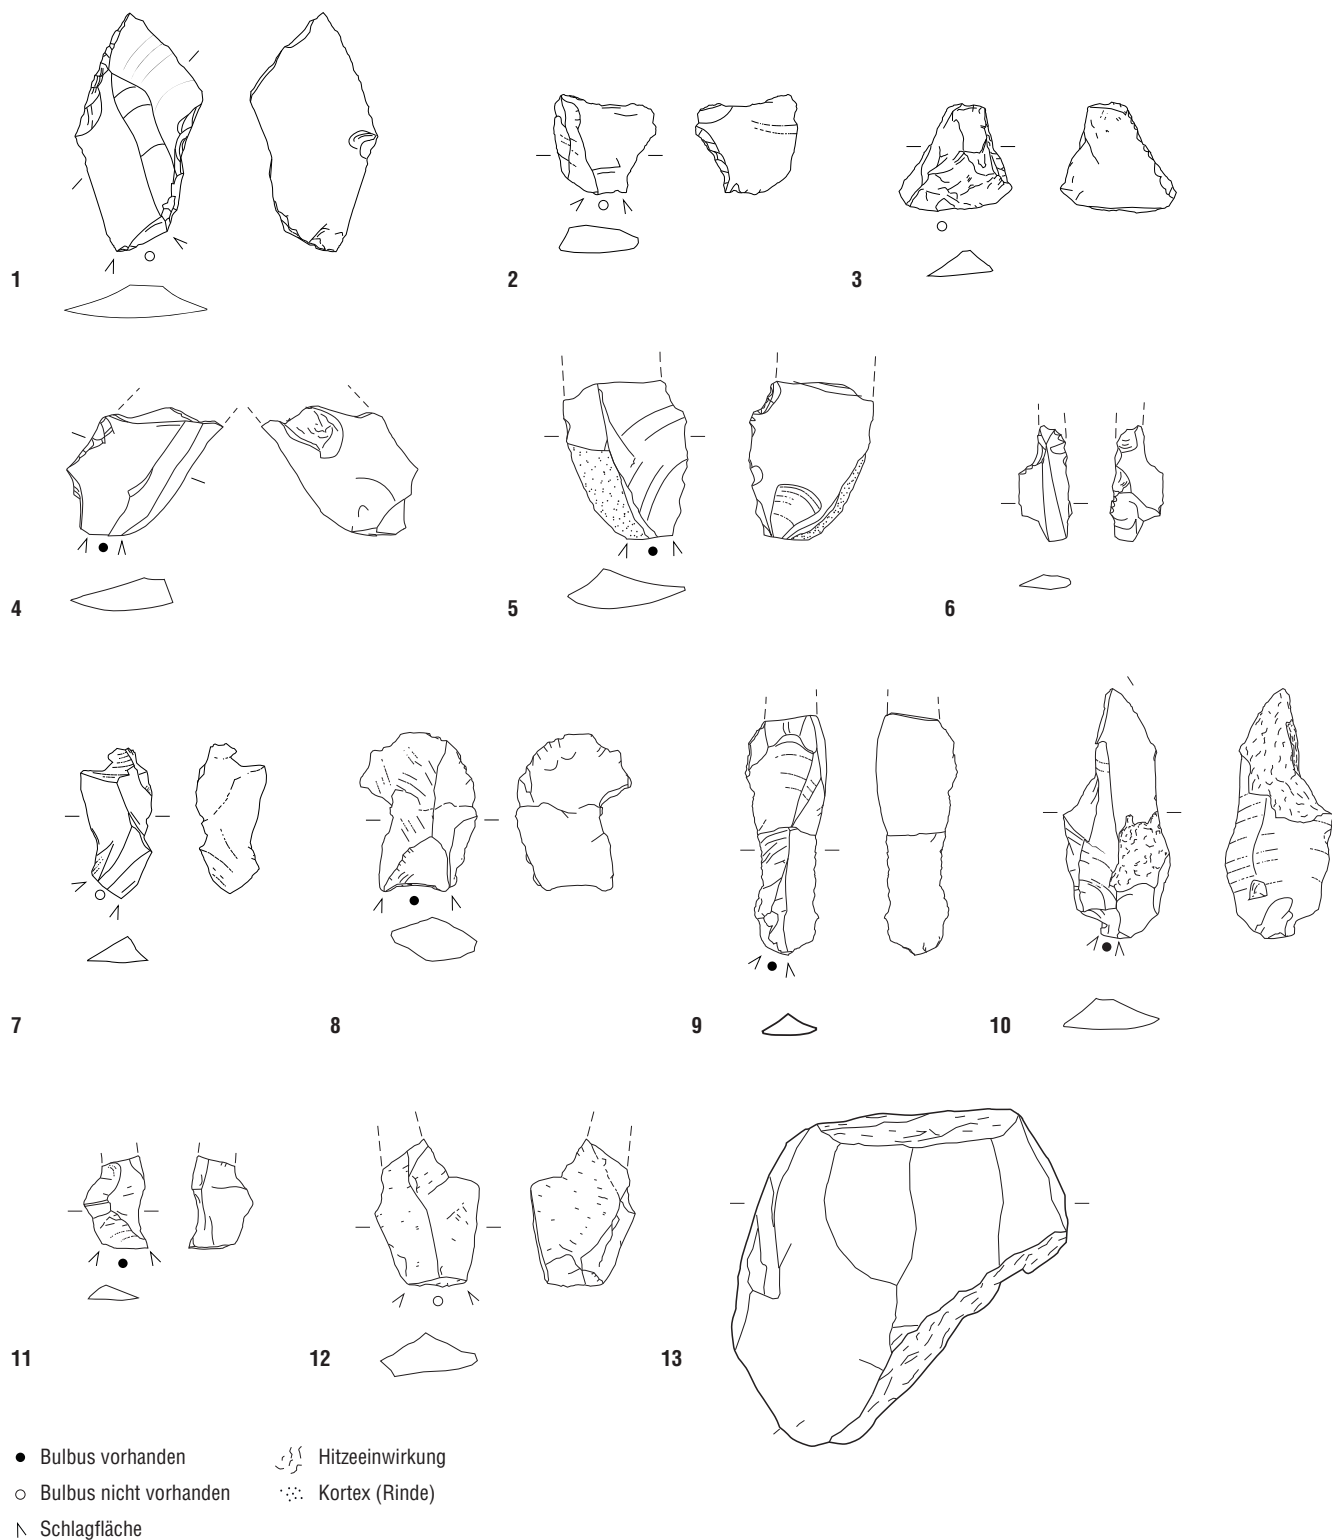 1
2
3
4
5
6
7
8
9
10
11
12
13
Bulbus vorhanden
Bulbus nicht vorhanden
Schlagfläche
Hitzeeinwirkung
Kortex (Rinde)